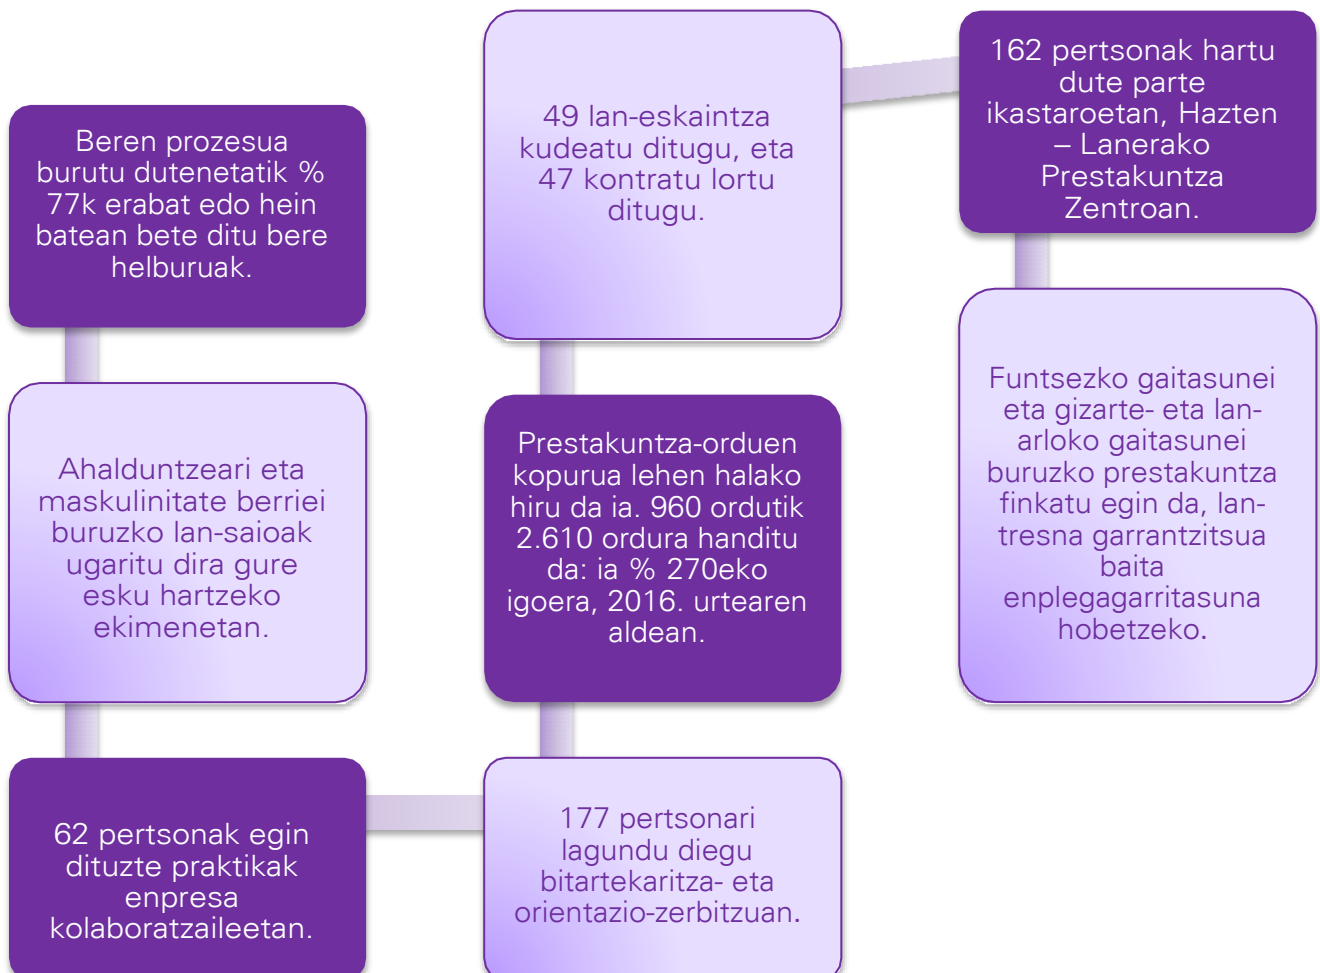 Beren prozesua
burutu dutenetatik %
77k erabat edo hein
batean bete ditu bere
helburuak.
Ahalduntzeari eta
maskulinitate berriei
buruzko lan-saioak
ugaritu dira gure
esku hartzeko
ekimenetan.
62 pertsonak egin
dituzte praktikak
enpresa
kolaboratzaileetan.
177 pertsonari
lagundu diegu
bitartekaritza- eta
orientazio-zerbitzuan.
Prestakuntza-orduen
kopurua lehen halako
hiru da ia. 960 ordutik
2.610 ordura handitu
da: ia % 270eko
igoera, 2016. urtearen
aldean.
49 lan-eskaintza
kudeatu ditugu, eta
47 kontratu lortu
ditugu.
162 pertsonak hartu
dute parte
ikastaroetan, Hazten
– Lanerako
Prestakuntza
Zentroan.
Funtsezko gaitasunei
eta gizarte- eta lan-
arloko gaitasunei
buruzko prestakuntza
finkatu egin da, lan-
tresna garrantzitsua
baita
enplegagarritasuna
hobetzeko.